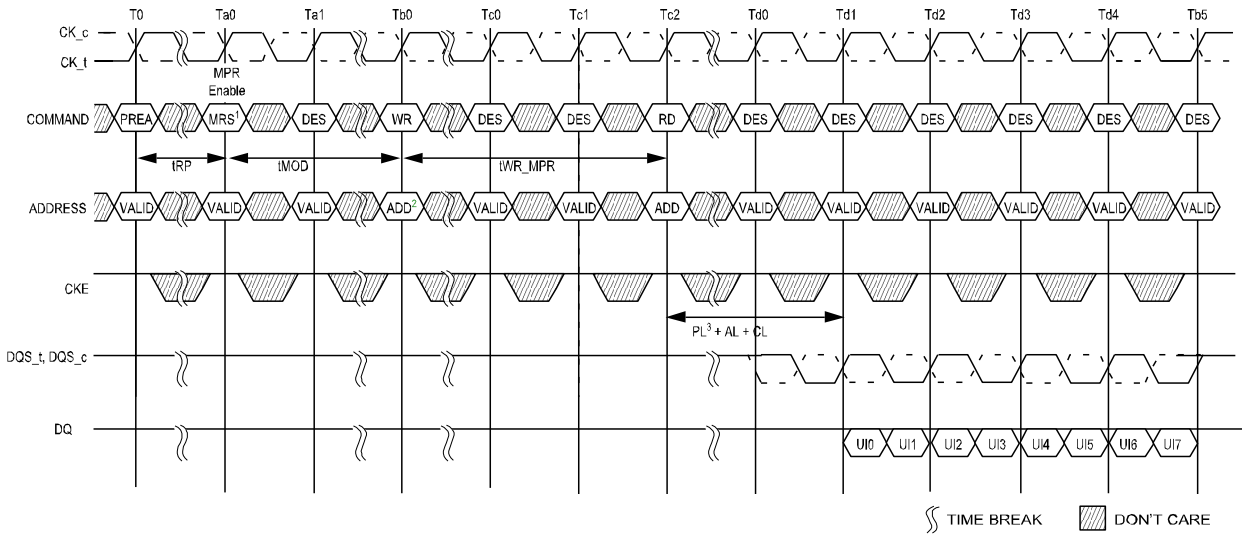 T0 Ta0 Ta1 Tb0 Tc0 Tc1 Tc2 Td0 Td1 Td2 Td3 Td4 Tb5
CK_c
CK_t
MPR
Enable
COMMAND PREA MRS¹ DES WR DES DES RD DES DES DES DES DES DES
tRP tMOD tWR_MPR
ADDRESS VALID VALID VALID ADD² VALID VALID ADD VALID VALID VALID VALID VALID VALID
CKE
PL³ + AL + CL
DQS_t, DQS_c
DQ UI0 UI1 UI2 UI3 UI4 UI5 UI6 UI7
TIME BREAK DON'T CARE